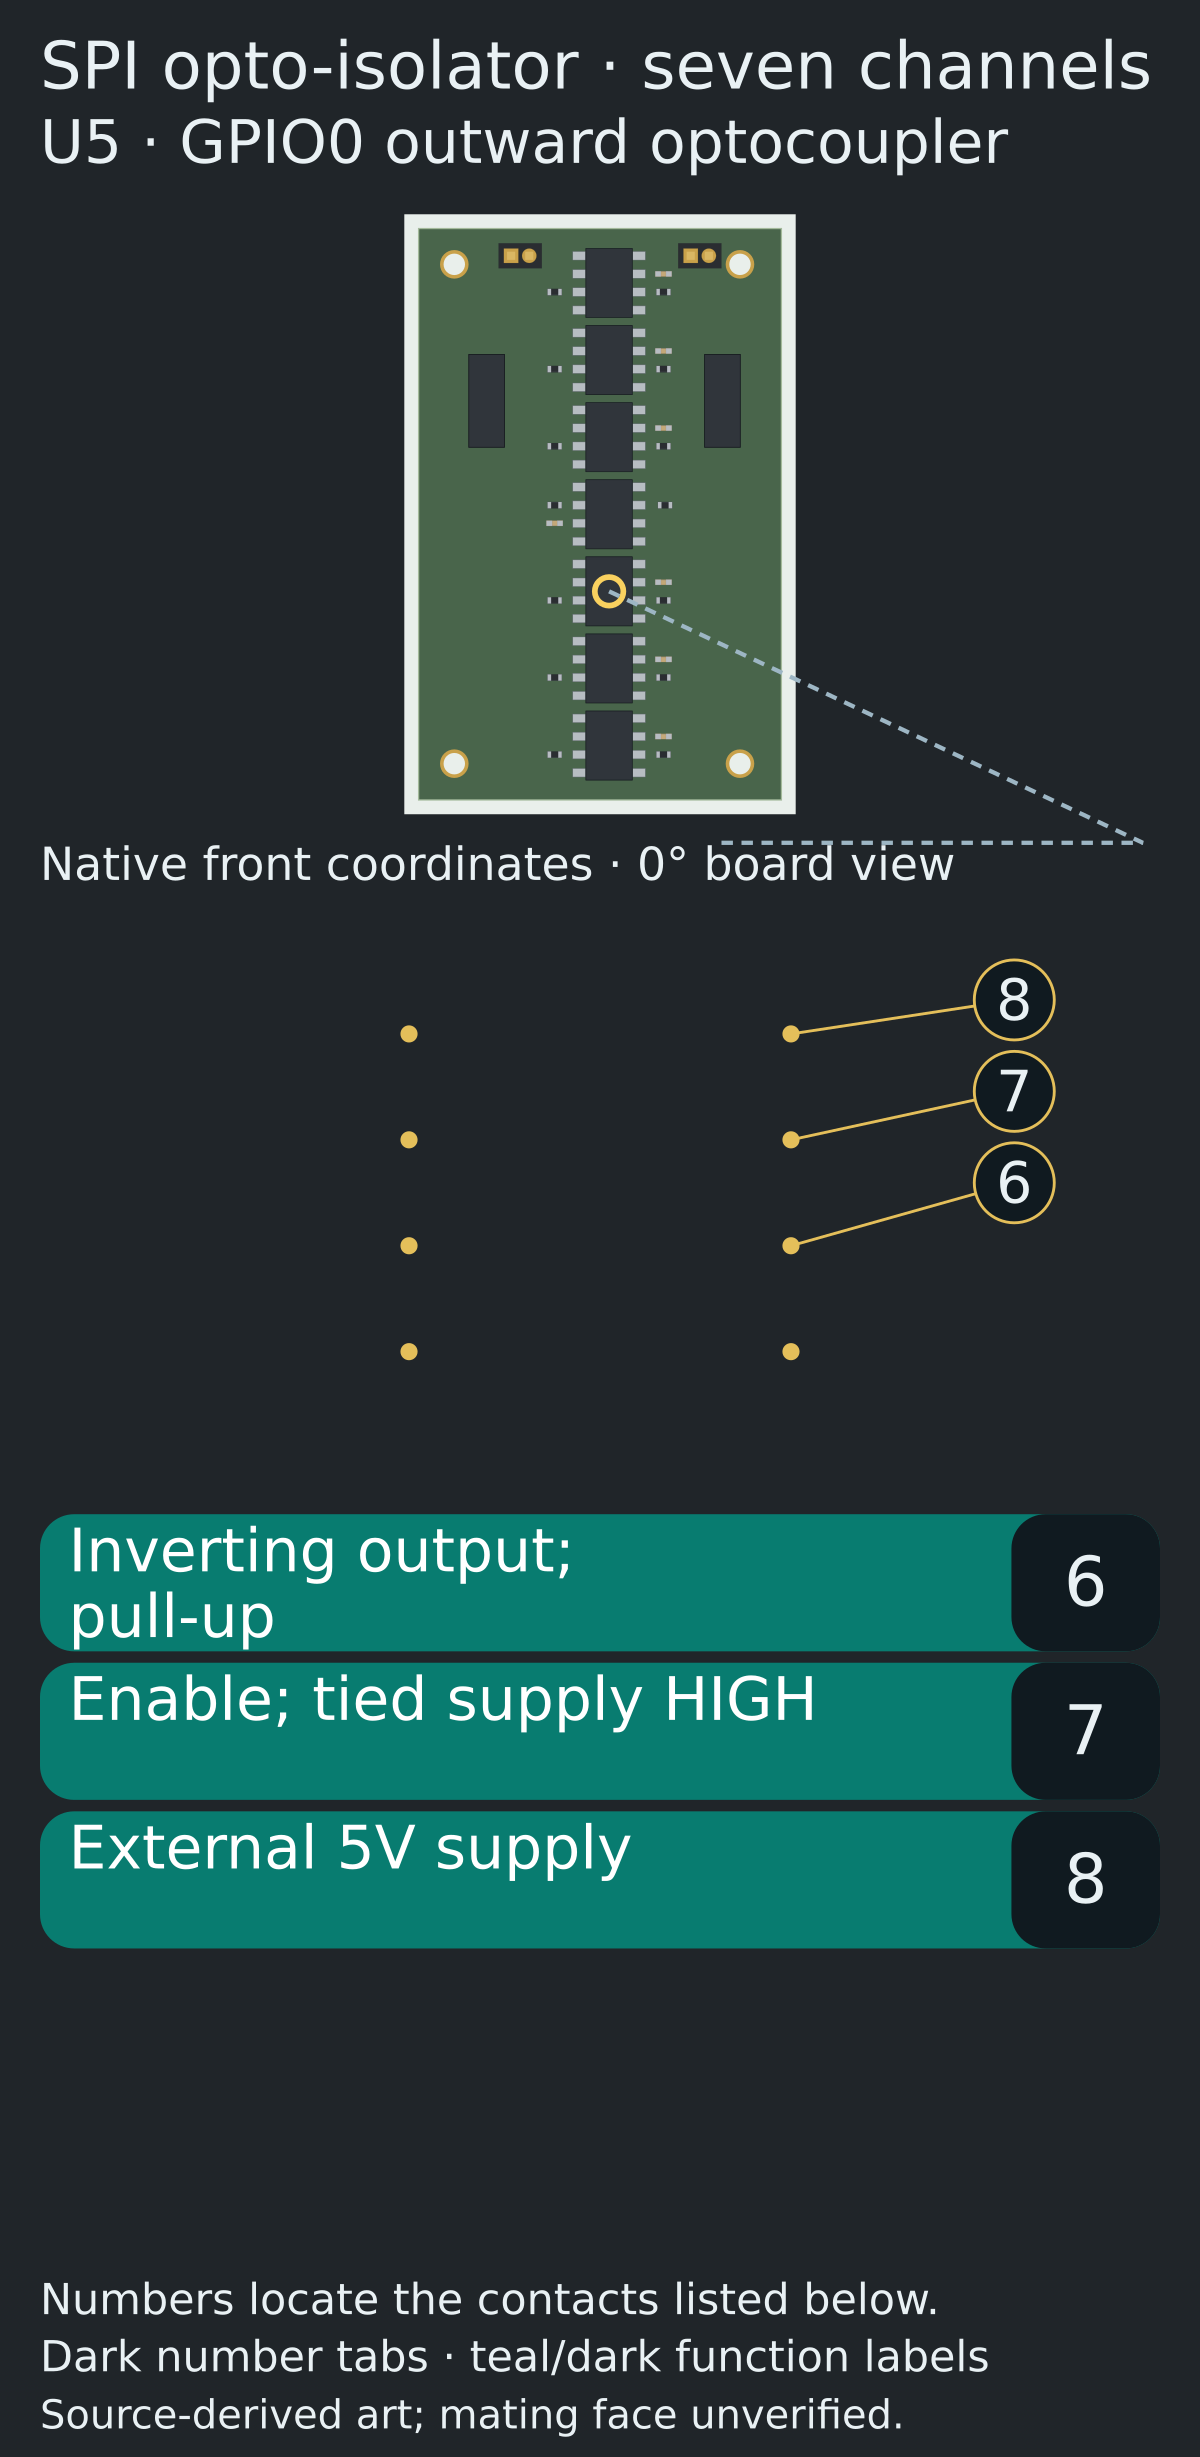 SPI opto-isolator · seven channels
U5 · GPIO0 outward optocoupler
Native front coordinates · 0° board view
8
7
6
Inverting output;
pull-up
6
Enable; tied supply HIGH
7
External 5V supply
8
Numbers locate the contacts listed below.
Dark number tabs · teal/dark function labels
Source-derived art; mating face unverified.